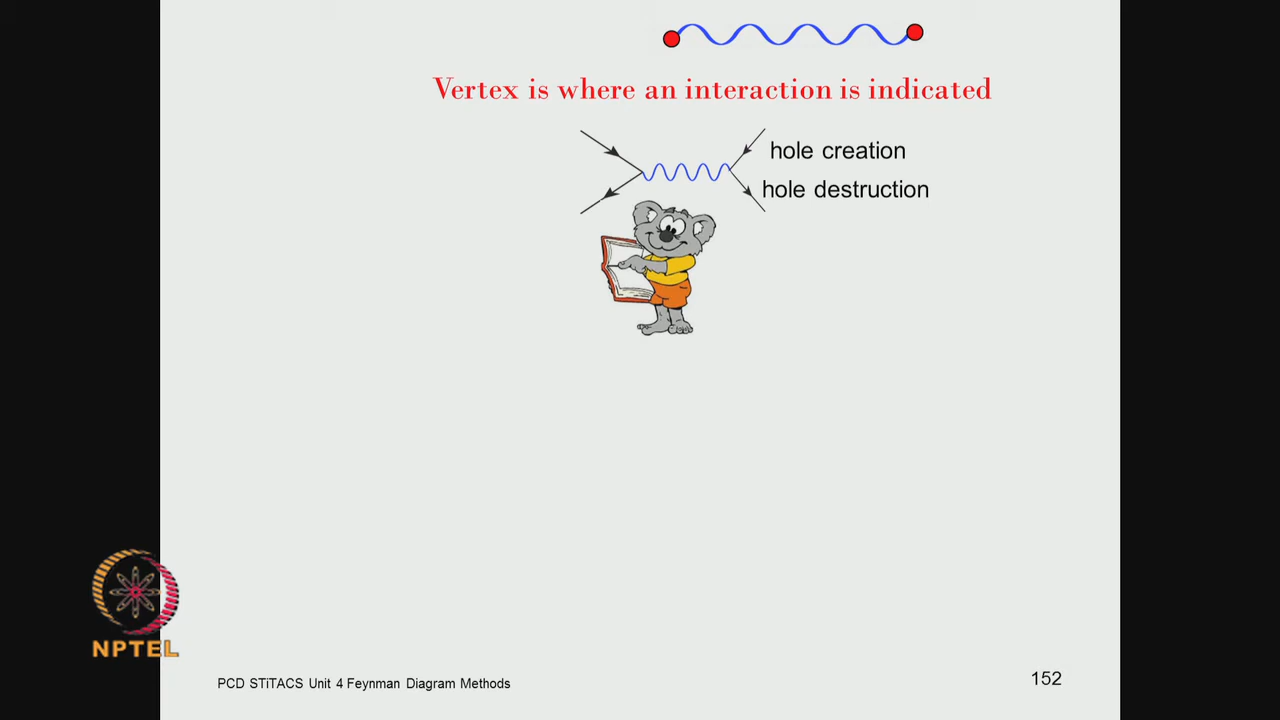 Vertex is where an interaction is indicated
hole creation
hole destruction
NPTEL
PCD STiTACS Unit 4 Feynman Diagram Methods
152